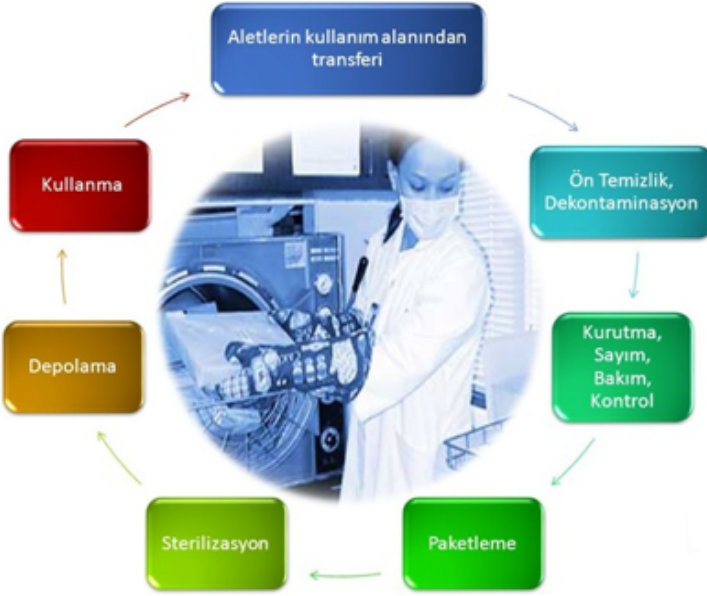 Aletlerin kullanım alanından
transferi
Ön Temizlik,
Dekontaminasyon
Kurutma,
Sayım,
Bakım,
Kontrol
Paketleme
Sterilizasyon
Depolama
Kullanma